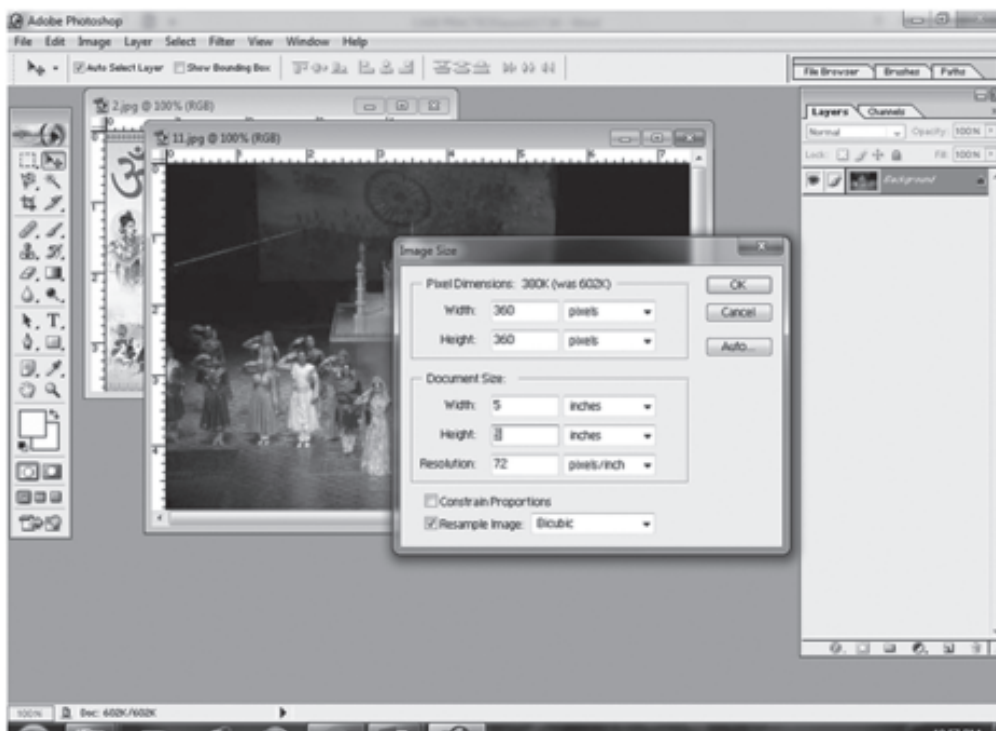 Adobe Photoshop
File Edit Image Layer Select Filter View Window Help
Auto Select Layer Show Bounding Box
File Browser Brushes Paths
2.jpg @ 100% (RGB)
11.jpg @ 100% (RGB)
ॐ
Layers Channels
Normal Opacity: 100%
Lock: Fill: 100%
Background
Image Size
Pixel Dimensions: 380K (was 602K)
Width: 360 pixels
Height: 360 pixels
Document Size:
Width: 5 inches
Height: inches
Resolution: 72 pixels/inch
Constrain Proportions
Resample Image: Bicubic
OK
Cancel
Auto...
100% Doc: 602K/602K